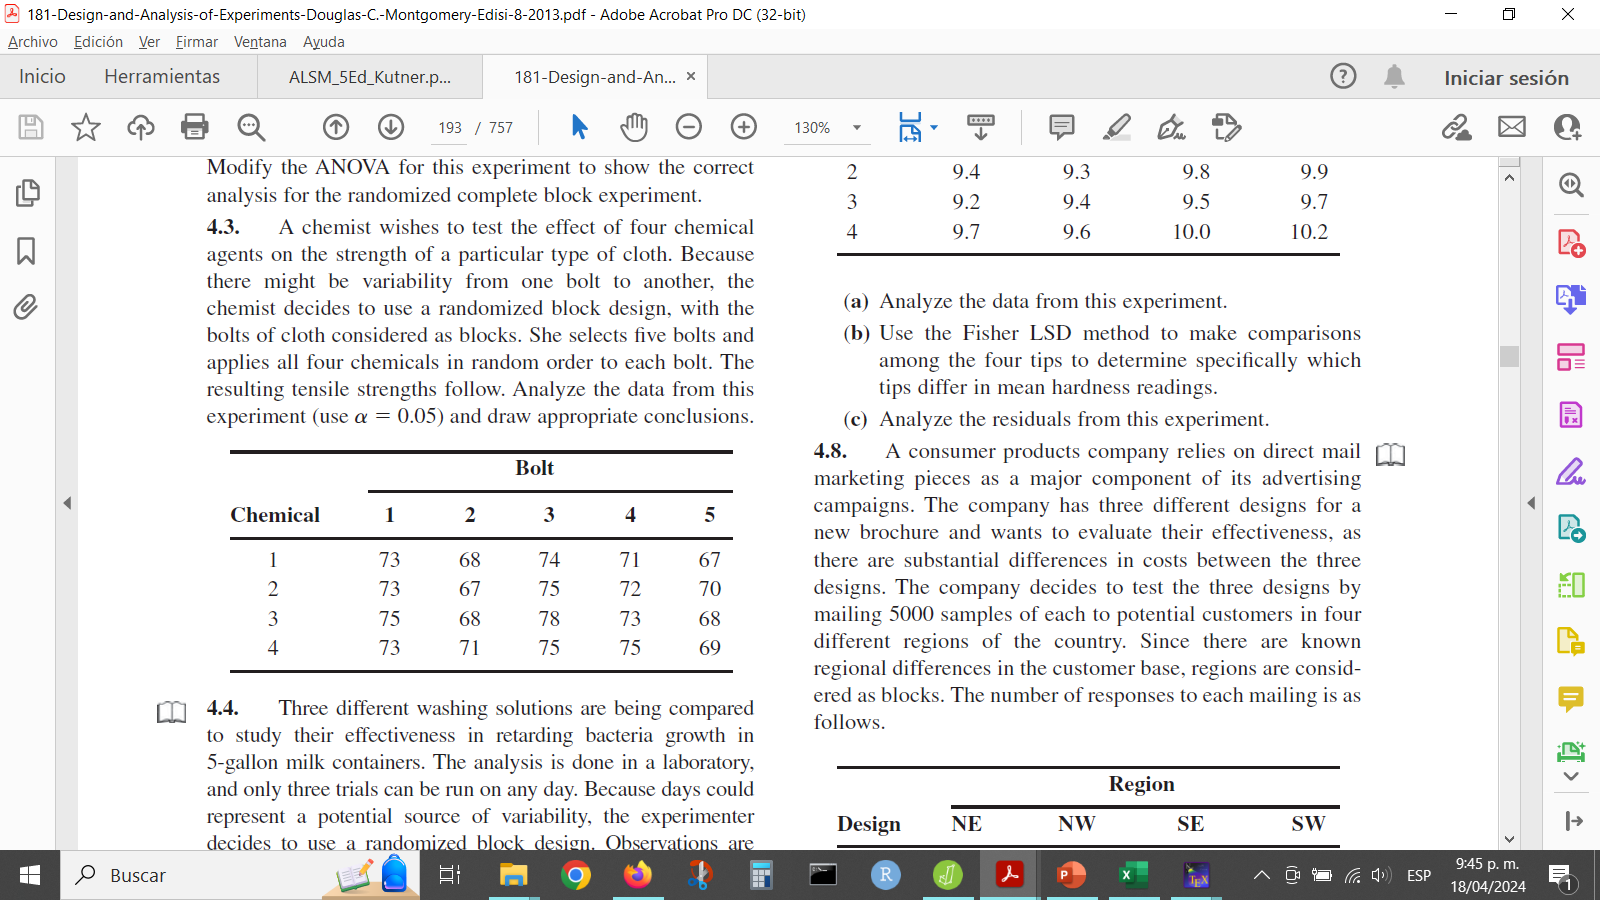 181-Design-and-Analysis-of-Experiments-Douglas-C.-Montgomery-Edisi-8-2013.pdf - Adobe Acrobat Pro DC (32-bit)
Archivo Edición Ver Firmar Ventana Ayuda
Inicio Herramientas ALSM_5Ed_Kutner.p... 181-Design-and-An... × Iniciar sesión
193 / 757 130%
Modify the ANOVA for this experiment to show the correct
analysis for the randomized complete block experiment.
4.3. A chemist wishes to test the effect of four chemical
agents on the strength of a particular type of cloth. Because
there might be variability from one bolt to another, the
chemist decides to use a randomized block design, with the
bolts of cloth considered as blocks. She selects five bolts and
applies all four chemicals in random order to each bolt. The
resulting tensile strengths follow. Analyze the data from this
experiment (use α = 0.05) and draw appropriate conclusions.
Bolt
Chemical 1 2 3 4 5
1 73 68 74 71 67
2 73 67 75 72 70
3 75 68 78 73 68
4 73 71 75 75 69
4.4. Three different washing solutions are being compared
to study their effectiveness in retarding bacteria growth in
5-gallon milk containers. The analysis is done in a laboratory,
and only three trials can be run on any day. Because days could
represent a potential source of variability, the experimenter
decides to use a randomized block design. Observations are
2 9.4 9.3 9.8 9.9
3 9.2 9.4 9.5 9.7
4 9.7 9.6 10.0 10.2
(a) Analyze the data from this experiment.
(b) Use the Fisher LSD method to make comparisons
among the four tips to determine specifically which
tips differ in mean hardness readings.
(c) Analyze the residuals from this experiment.
4.8. A consumer products company relies on direct mail
marketing pieces as a major component of its advertising
campaigns. The company has three different designs for a
new brochure and wants to evaluate their effectiveness, as
there are substantial differences in costs between the three
designs. The company decides to test the three designs by
mailing 5000 samples of each to potential customers in four
different regions of the country. Since there are known
regional differences in the customer base, regions are consid-
ered as blocks. The number of responses to each mailing is as
follows.
Region
Design NE NW SE SW
Buscar
ESP
9:45 p. m.
18/04/2024
1